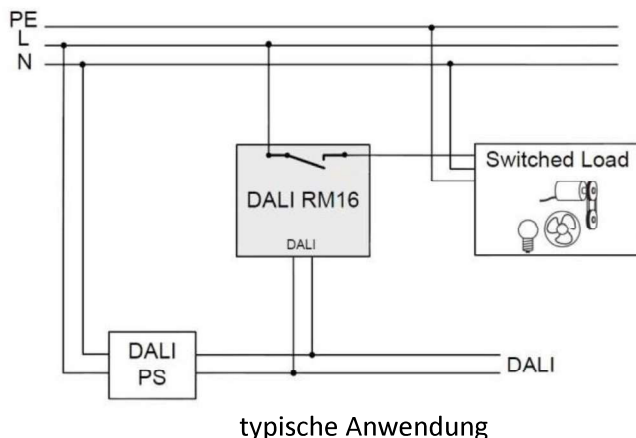 PE
L
N
DALI RM16
DALI
Switched Load
DALI
PS
DALI
typische Anwendung